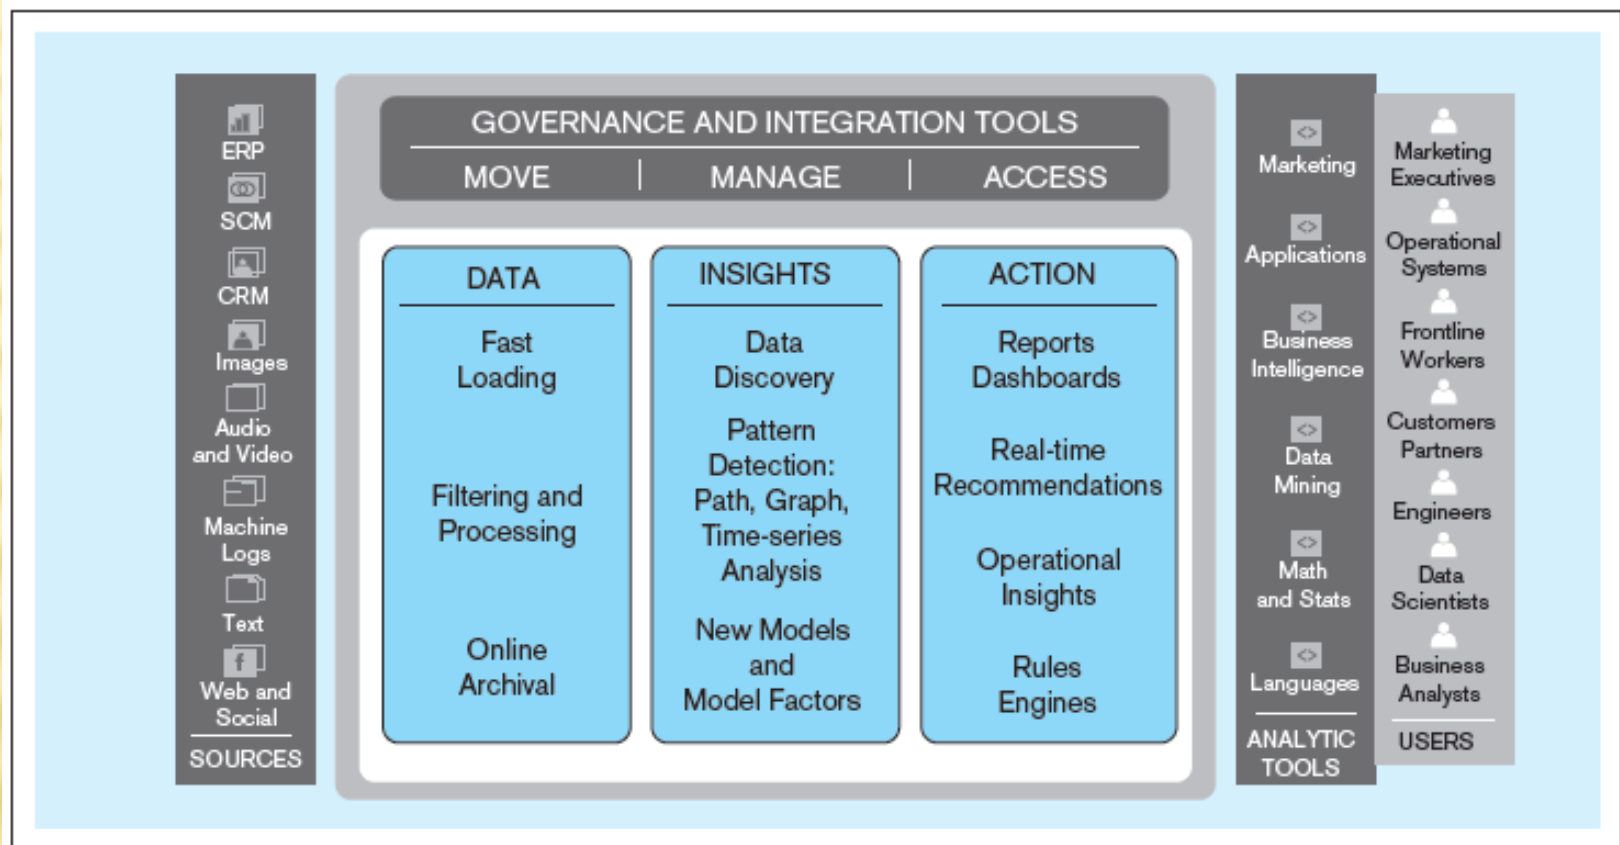 ERP
SCM
CRM
Images
Audio
and Video
Machine
Logs
Text
f
Web and
Social
SOURCES
GOVERNANCE AND INTEGRATION TOOLS
MOVE | MANAGE | ACCESS
DATA
Fast
Loading
Filtering and
Processing
Online
Archival
INSIGHTS
Data
Discovery
Pattern
Detection:
Path, Graph,
Time-series
Analysis
New Models
and
Model Factors
ACTION
Reports
Dashboards
Real-time
Recommendations
Operational
Insights
Rules
Engines
<>
Marketing
<>
Applications
<>
Business
Intelligence
<>
Data
Mining
<>
Math
and Stats
<>
Languages
ANALYTIC
TOOLS
Marketing
Executives
Operational
Systems
Frontline
Workers
Customers
Partners
Engineers
Data
Scientists
Business
Analysts
USERS